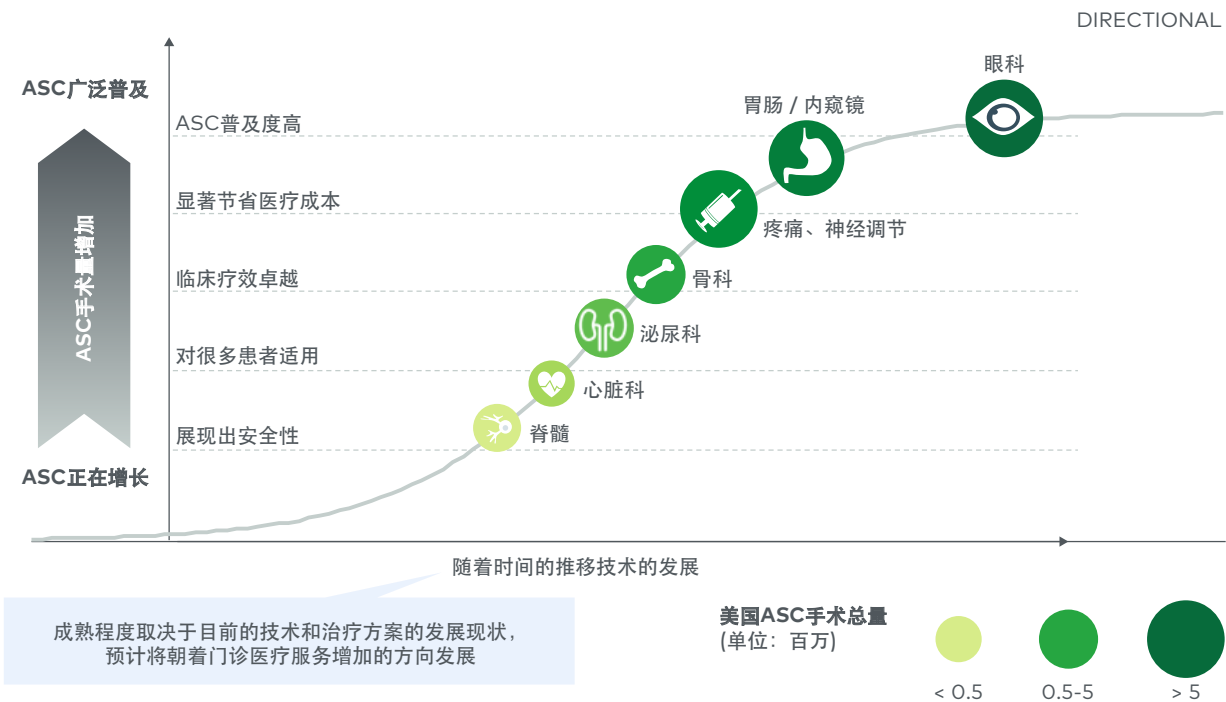 DIRECTIONAL
ASC广泛普及
ASC手术量增加
ASC正在增长
ASC普及度高
显著节省医疗成本
临床疗效卓越
对很多患者适用
展现出安全性
眼科
胃肠 / 内窥镜
疼痛、神经调节
骨科
泌尿科
心脏科
脊髓
随着时间的推移技术的发展
成熟程度取决于目前的技术和治疗方案的发展现状，
预计将朝着门诊医疗服务增加的方向发展
美国ASC手术总量
(单位：百万)
< 0.5
0.5-5
> 5